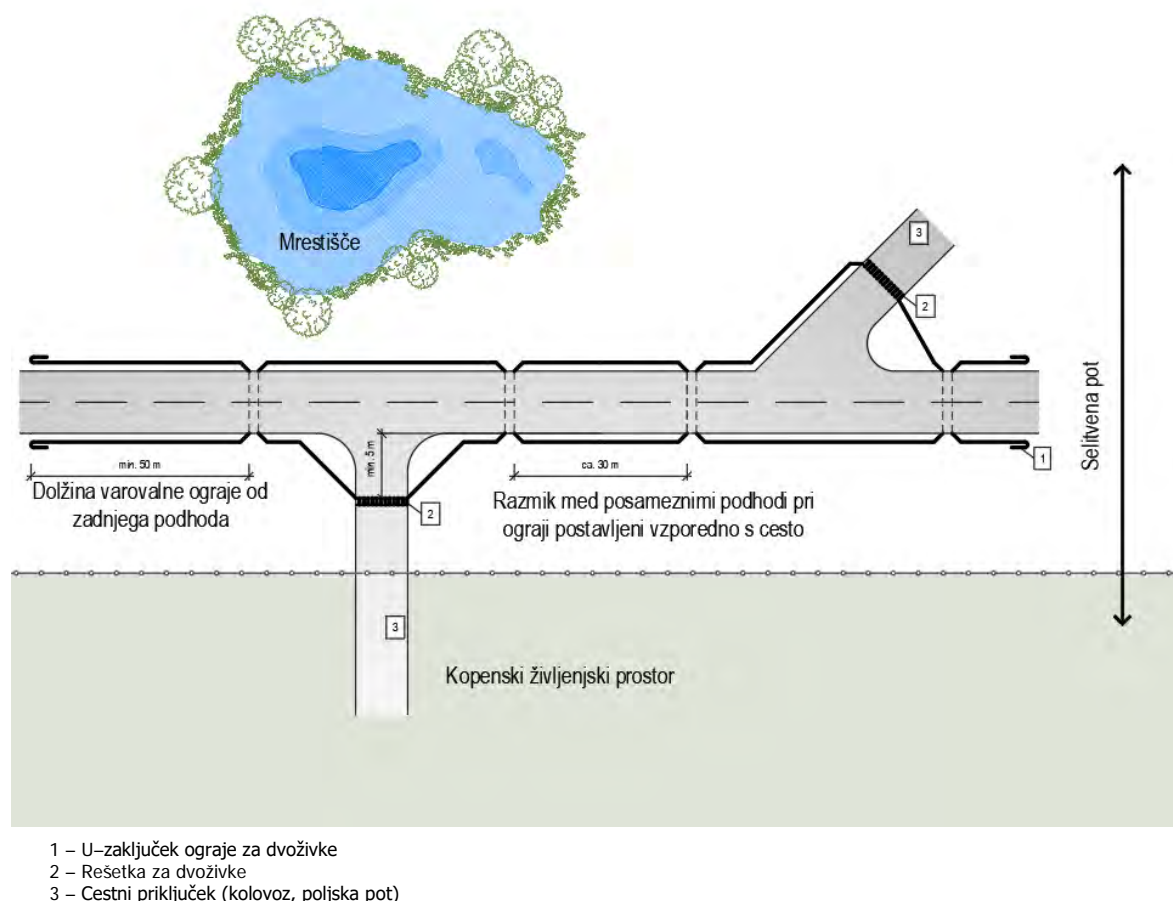 Mrestišče
3
2
Selitvena pot
1
min. 50 m
min. 5 m
ca. 30 m
Dolžina varovalne ograje od
zadnjega podhoda
2
Razmik med posameznimi podhodi pri
ograji postavljeni vzporedno s cesto
3
Kopenski življenjski prostor
1 – U–zaključek ograje za dvoživke
2 – Rešetka za dvoživke
3 – Cestni priključek (kolovoz, poljska pot)